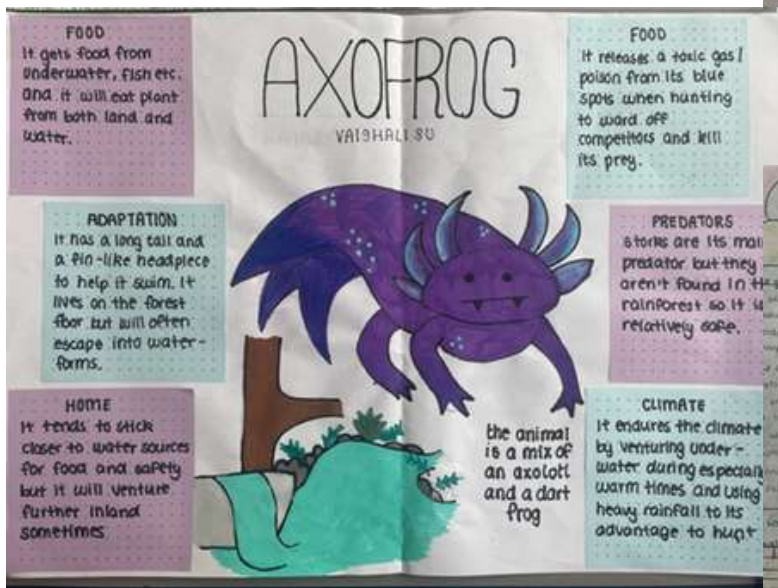 AXOFROG
VAISHALI 8U
FOOD
It gets food from
underwater, fish etc.
and it will eat plant
from both land and
water.
ADAPTATION
It has a long tail and
a fin-like headpiece
to help it swim. It
lives on the forest
floor but will often
escape into water-
forms.
HOME
It tends to stick
closer to water sources
for food and safety
but it will venture
further inland
sometimes
FOOD
It releases a toxic gas/
poison from its blue
spots when hunting
to ward off
competitors and kill
its prey.
PREDATORS
storks are its mai
predator but they
aren't found in th
rainforest so it is
relatively safe.
CLIMATE
It endures the climate
by venturing under-
water during especiall
warm times and using
heavy rainfall to its
advantage to hunt
the animal
is a mix of
an axolotl
and a dart
frog